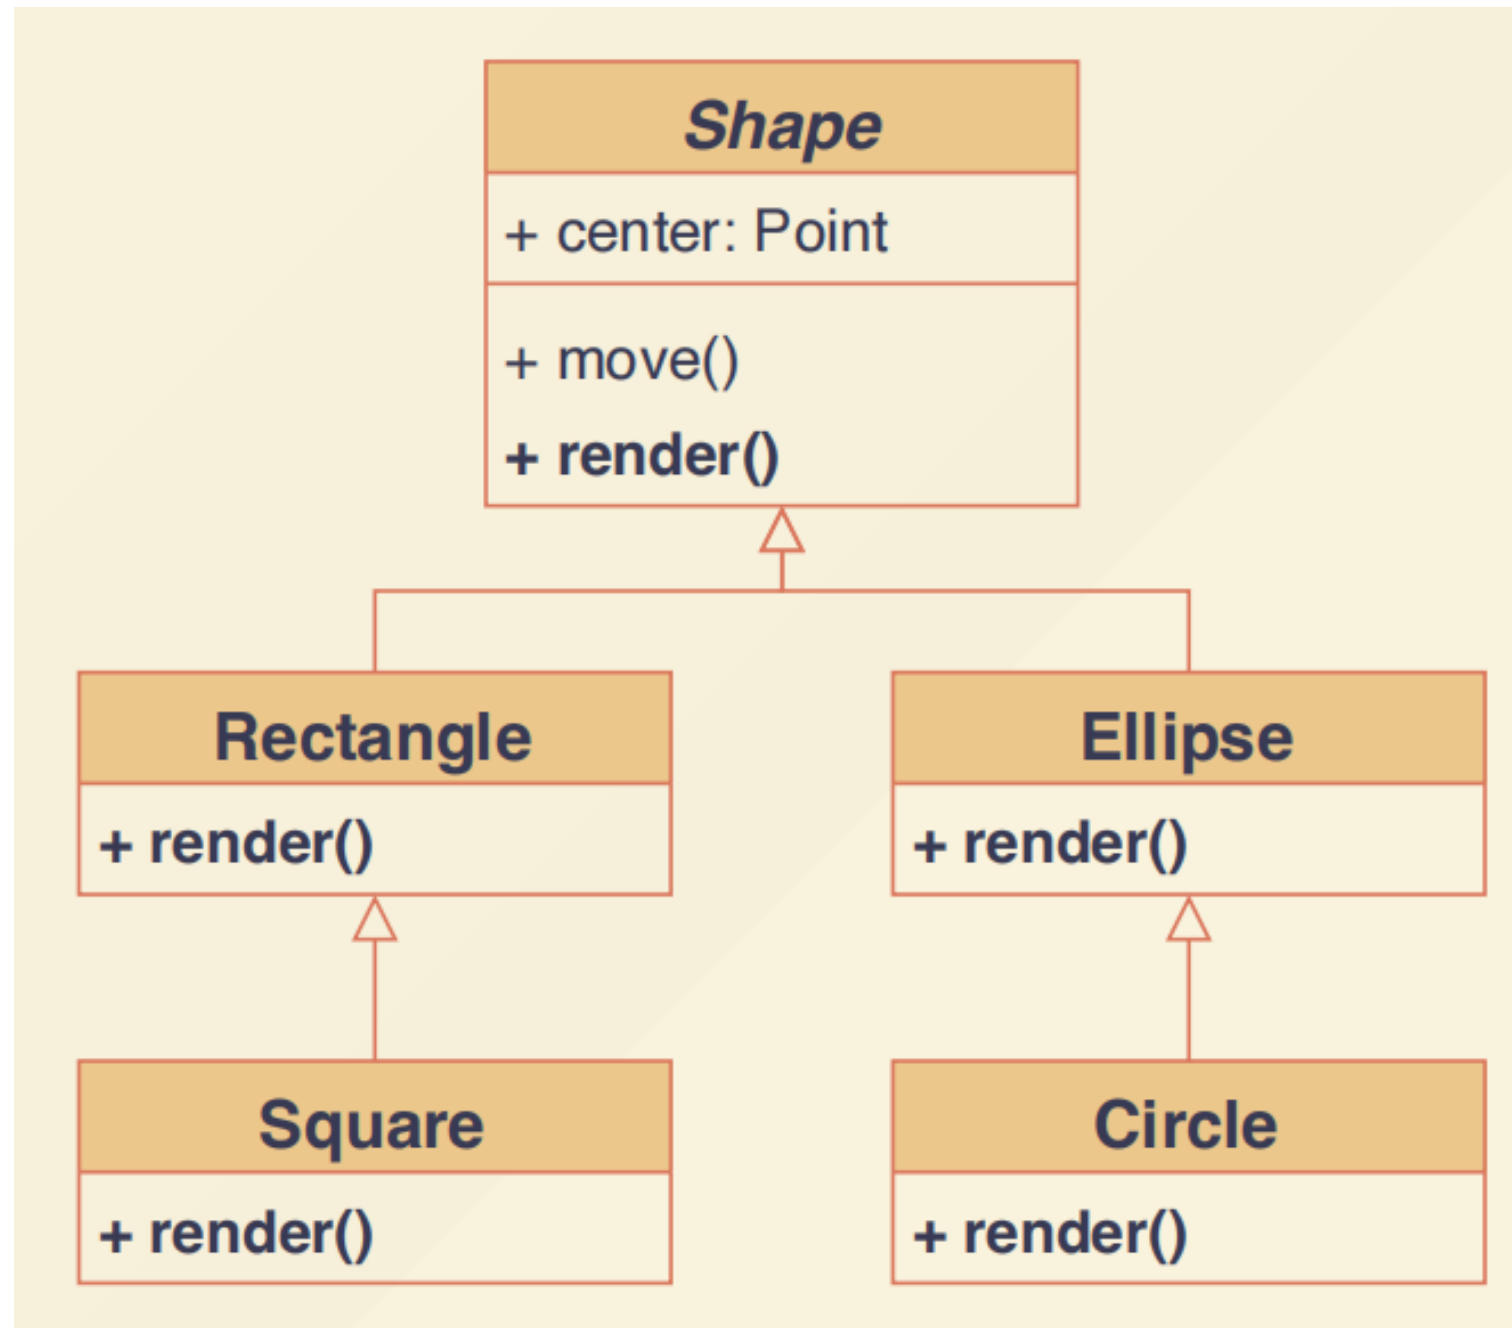 Shape
+ center: Point
+ move()
+ render()
Rectangle
+ render()
Ellipse
+ render()
Square
+ render()
Circle
+ render()